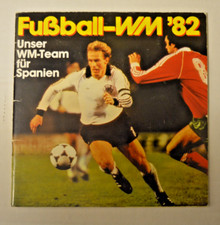 Fußball-WM '82
Unser
WM-Team
für
Spanien